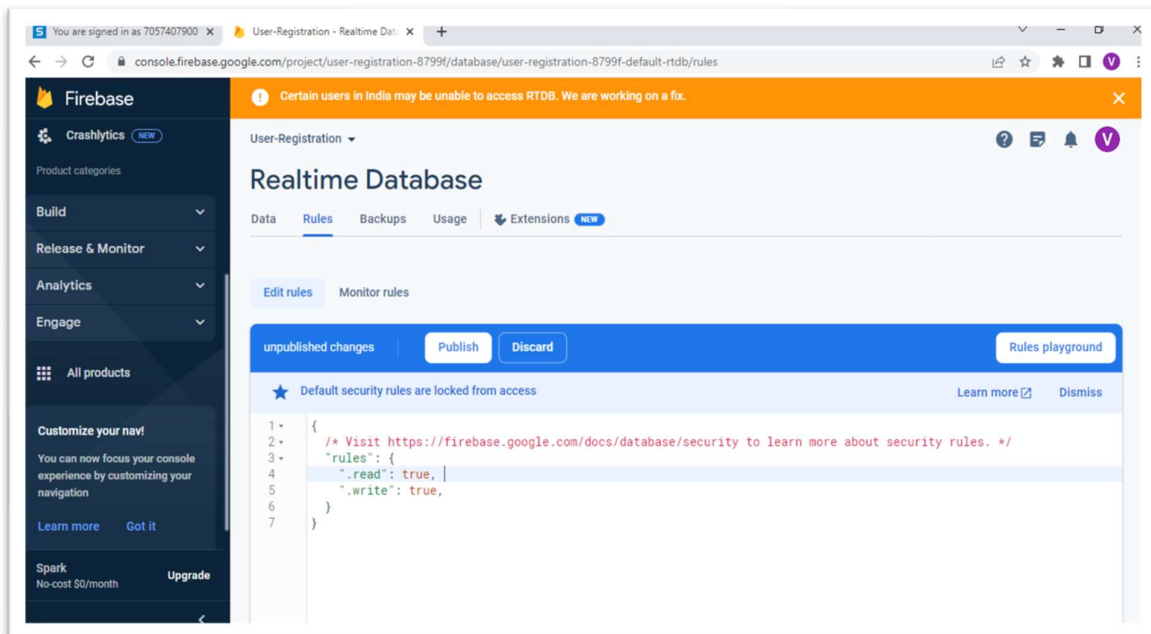 S You are signed in as 7057407900
User-Registration - Realtime Dat
console.firebase.google.com/project/user-registration-8799f/database/user-registration-8799f-default-rtdb/rules
V
Firebase
Certain users in India may be unable to access RTDB. We are working on a fix.
Crashlytics NEW
User-Registration
V
Product categories
Realtime Database
Build
Data Rules Backups Usage Extensions NEW
Release & Monitor
Analytics
Edit rules Monitor rules
Engage
unpublished changes Publish Discard Rules playground
All products
Default security rules are locked from access Learn more Dismiss
Customize your nav!
You can now focus your console
experience by customizing your
navigation
Learn more Got it
1 {
2 /* Visit https://firebase.google.com/docs/database/security to learn more about security rules. */
3 "rules": {
4 ".read": true,
5 ".write": true,
6 }
7 }
Spark
No-cost $0/month
Upgrade